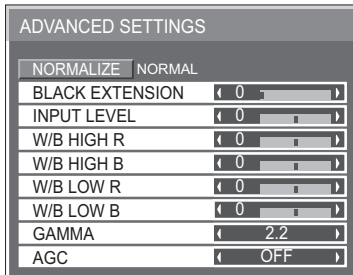 ADVANCED SETTINGS
NORMALIZE NORMAL
BLACK EXTENSION 0
INPUT LEVEL 0
W/B HIGH R 0
W/B HIGH B 0
W/B LOW R 0
W/B LOW B 0
GAMMA 2.2
AGC OFF